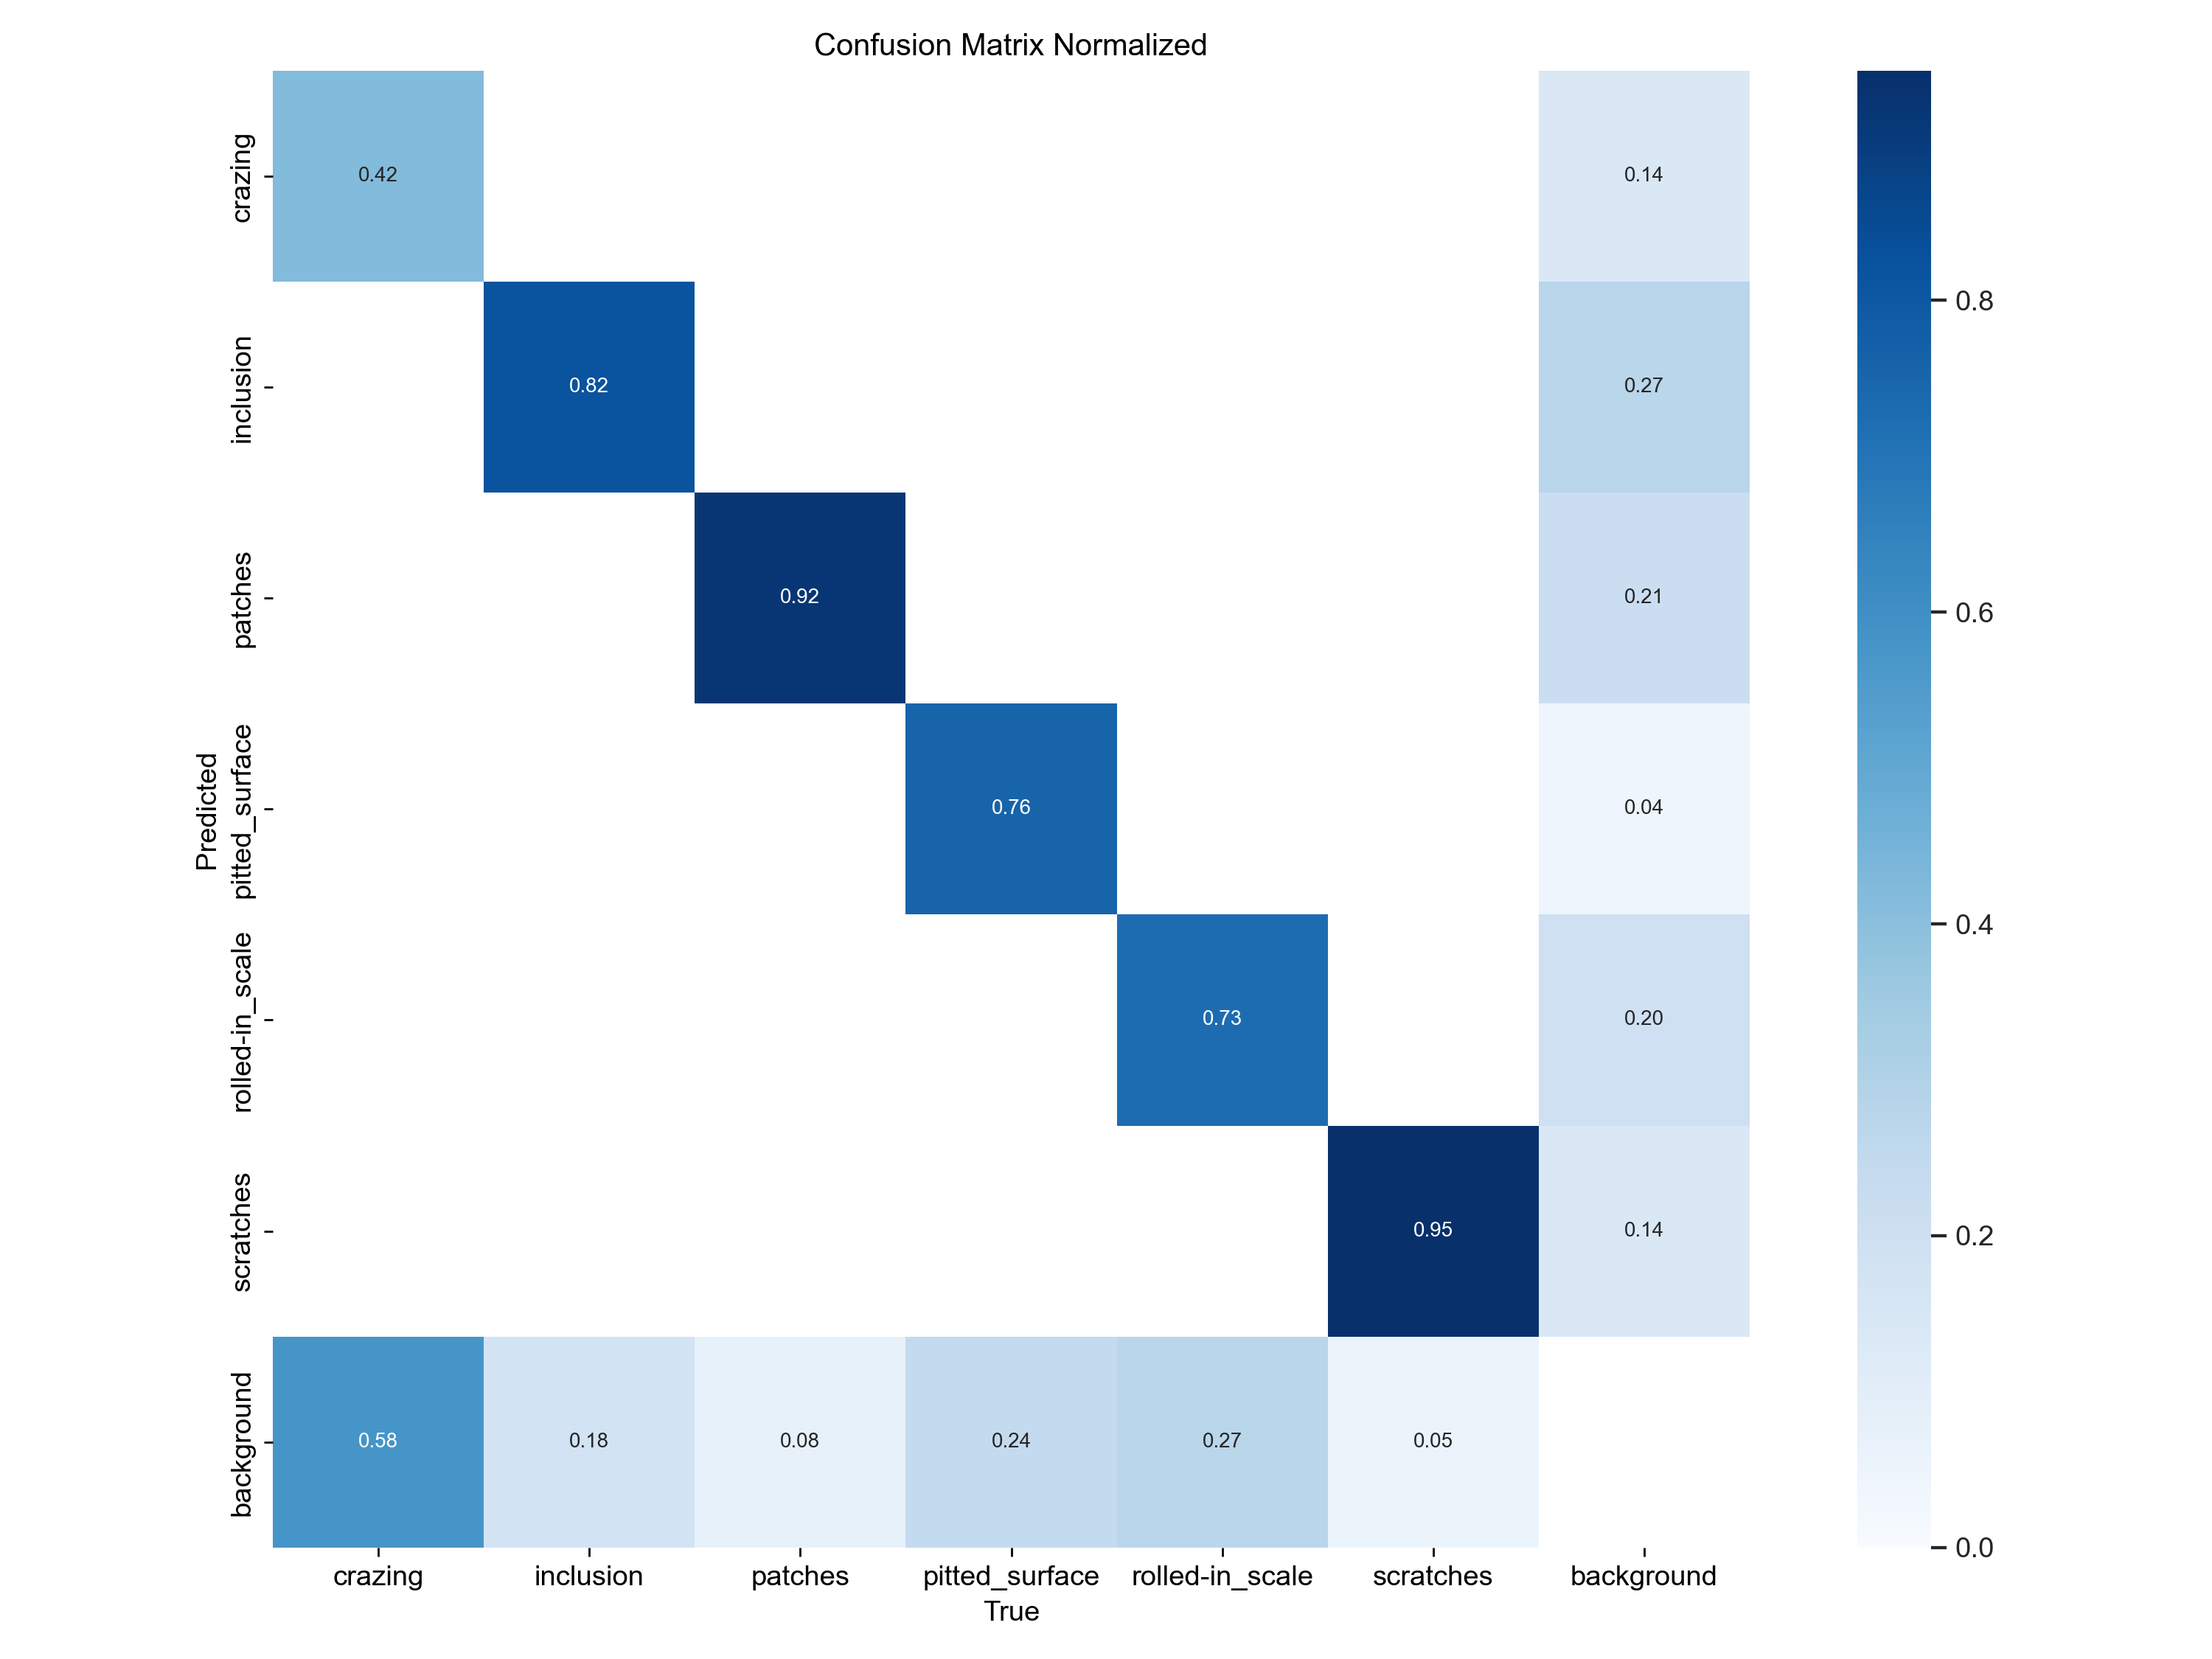 Confusion Matrix Normalized
crazing
0.42
0.14
inclusion
0.82
0.27
0.8
patches
0.92
0.21
0.6
Predicted
pitted_surface
0.76
0.04
0.4
rolled-in_scale
0.73
0.20
scratches
0.95
0.14
0.2
background
0.58
0.18
0.08
0.24
0.27
0.05
0.0
crazing
inclusion
patches
pitted_surface
rolled-in_scale
scratches
background
True